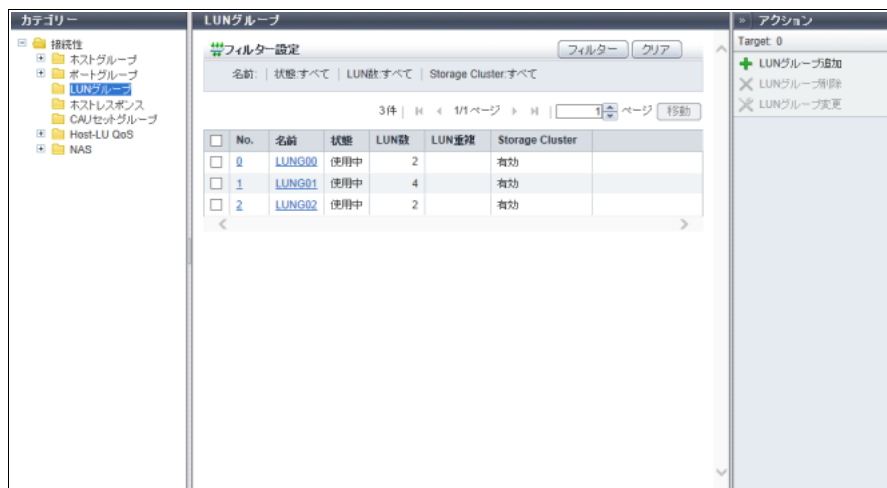 カテゴリー
接続性
ホストグループ
ポートグループ
LUNグループ
ホストレスポンス
CAリセットグループ
Host-LU QoS
NAS
LUNグループ
フィルター設定
フィルター
クリア
名前: | 状態:すべて | LUN数:すべて | Storage Cluster:すべて
3件 | 1/1 ページ | 1 ページ 移動
No. 名前 状態 LUN数 LUN重複 Storage Cluster
0 LUNG00 使用中 2 有効
1 LUNG01 使用中 4 有効
2 LUNG02 使用中 2 有効
» アクション
Target: 0
LUNグループ追加
LUNグループ削除
LUNグループ変更